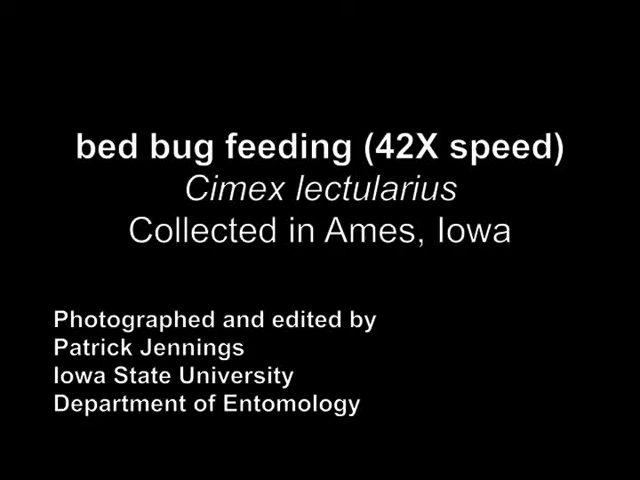 bed bug feeding (42X speed)
Cimex lectularius
Collected in Ames, Iowa
Photographed and edited by
Patrick Jennings
Iowa State University
Department of Entomology